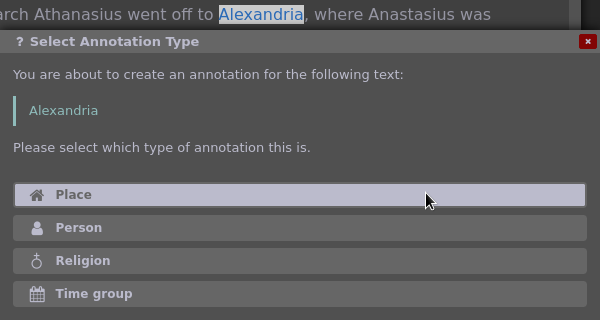 arch Athanasius went off to Alexandria, where Anastasius was
? Select Annotation Type
You are about to create an annotation for the following text:
Alexandria
Please select which type of annotation this is.
Place
Person
Religion
Time group